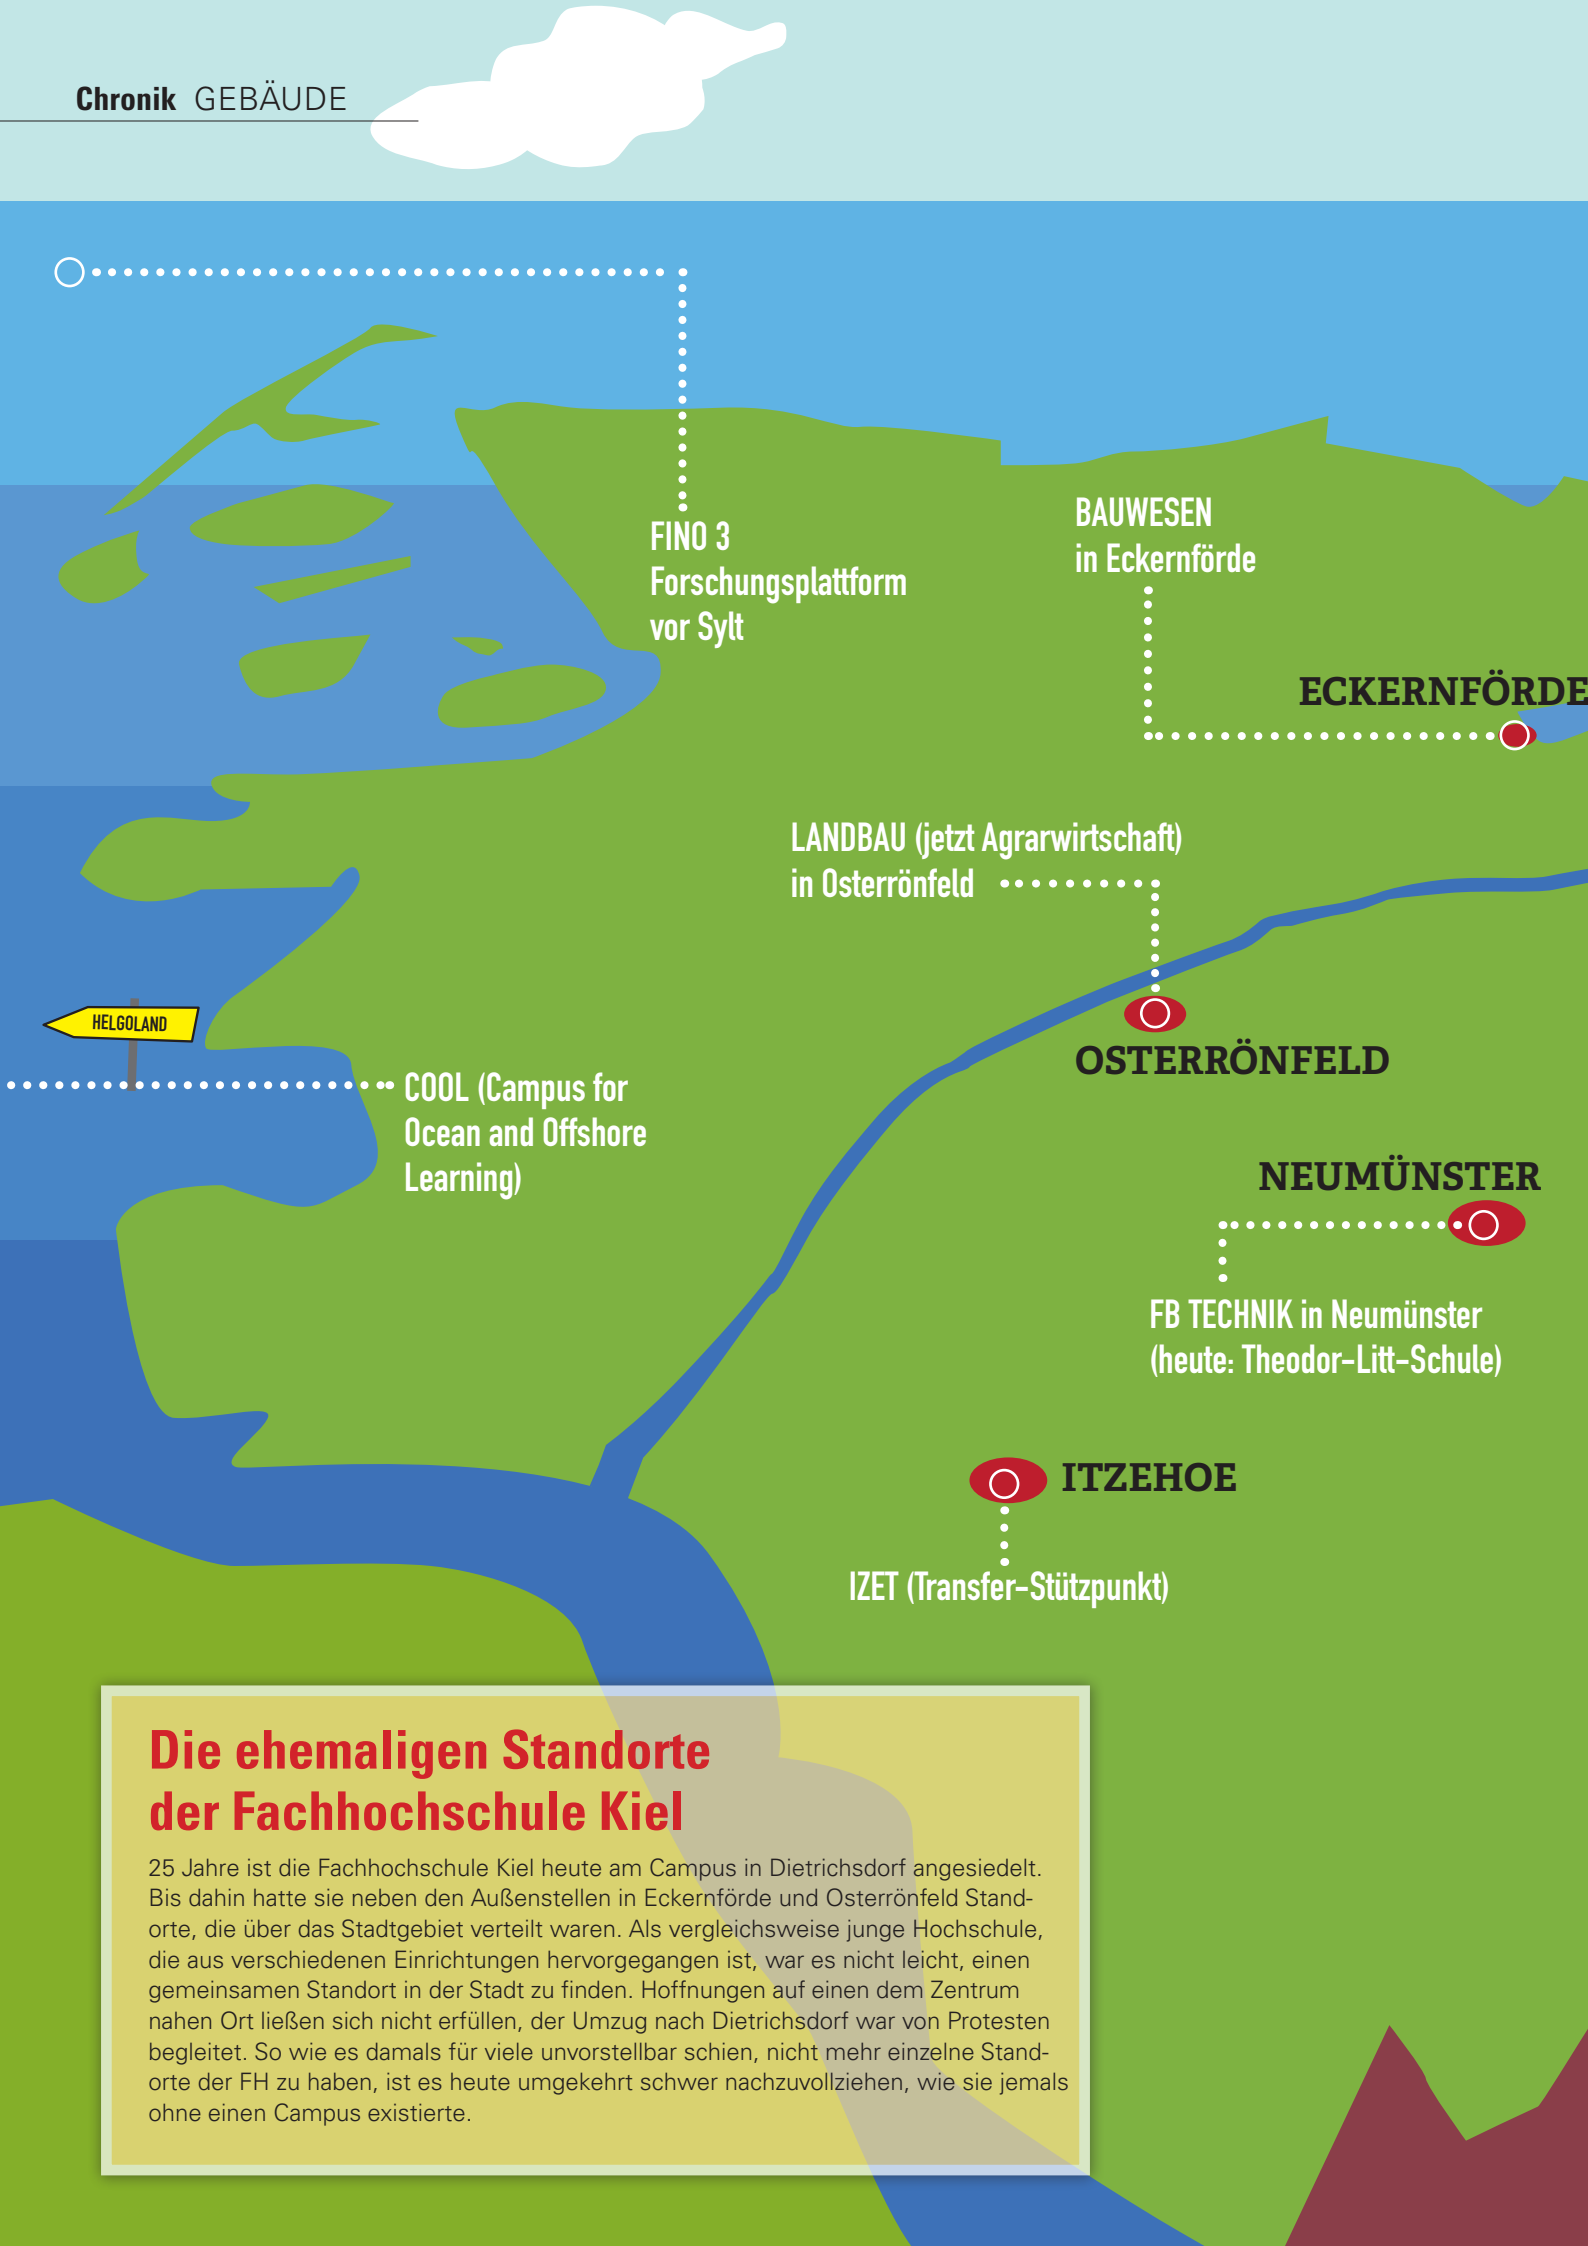 Chronik GEBÄUDE
FINO 3
Forschungsplattform
vor Sylt
BAUWESEN
in Eckernförde
ECKERNFÖRDE
LANDBAU (jetzt Agrarwirtschaft)
in Osterrönfeld
OSTERRÖNFELD
HELGOLAND
COOL (Campus for
Ocean and Offshore
Learning)
NEUMÜNSTER
FB TECHNIK in Neumünster
(heute: Theodor-Litt-Schule)
ITZEHOE
IZET (Transfer-Stützpunkt)
Die ehemaligen Standorte
der Fachhochschule Kiel
25 Jahre ist die Fachhochschule Kiel heute am Campus in Dietrichsdorf angesiedelt.
Bis dahin hatte sie neben den Außenstellen in Eckernförde und Osterrönfeld Stand-
orte, die über das Stadtgebiet verteilt waren. Als vergleichsweise junge Hochschule,
die aus verschiedenen Einrichtungen hervorgegangen ist, war es nicht leicht, einen
gemeinsamen Standort in der Stadt zu finden. Hoffnungen auf einen dem Zentrum
nahen Ort ließen sich nicht erfüllen, der Umzug nach Dietrichsdorf war von Protesten
begleitet. So wie es damals für viele unvorstellbar schien, nicht mehr einzelne Stand-
orte der FH zu haben, ist es heute umgekehrt schwer nachzuvollziehen, wie sie jemals
ohne einen Campus existierte.